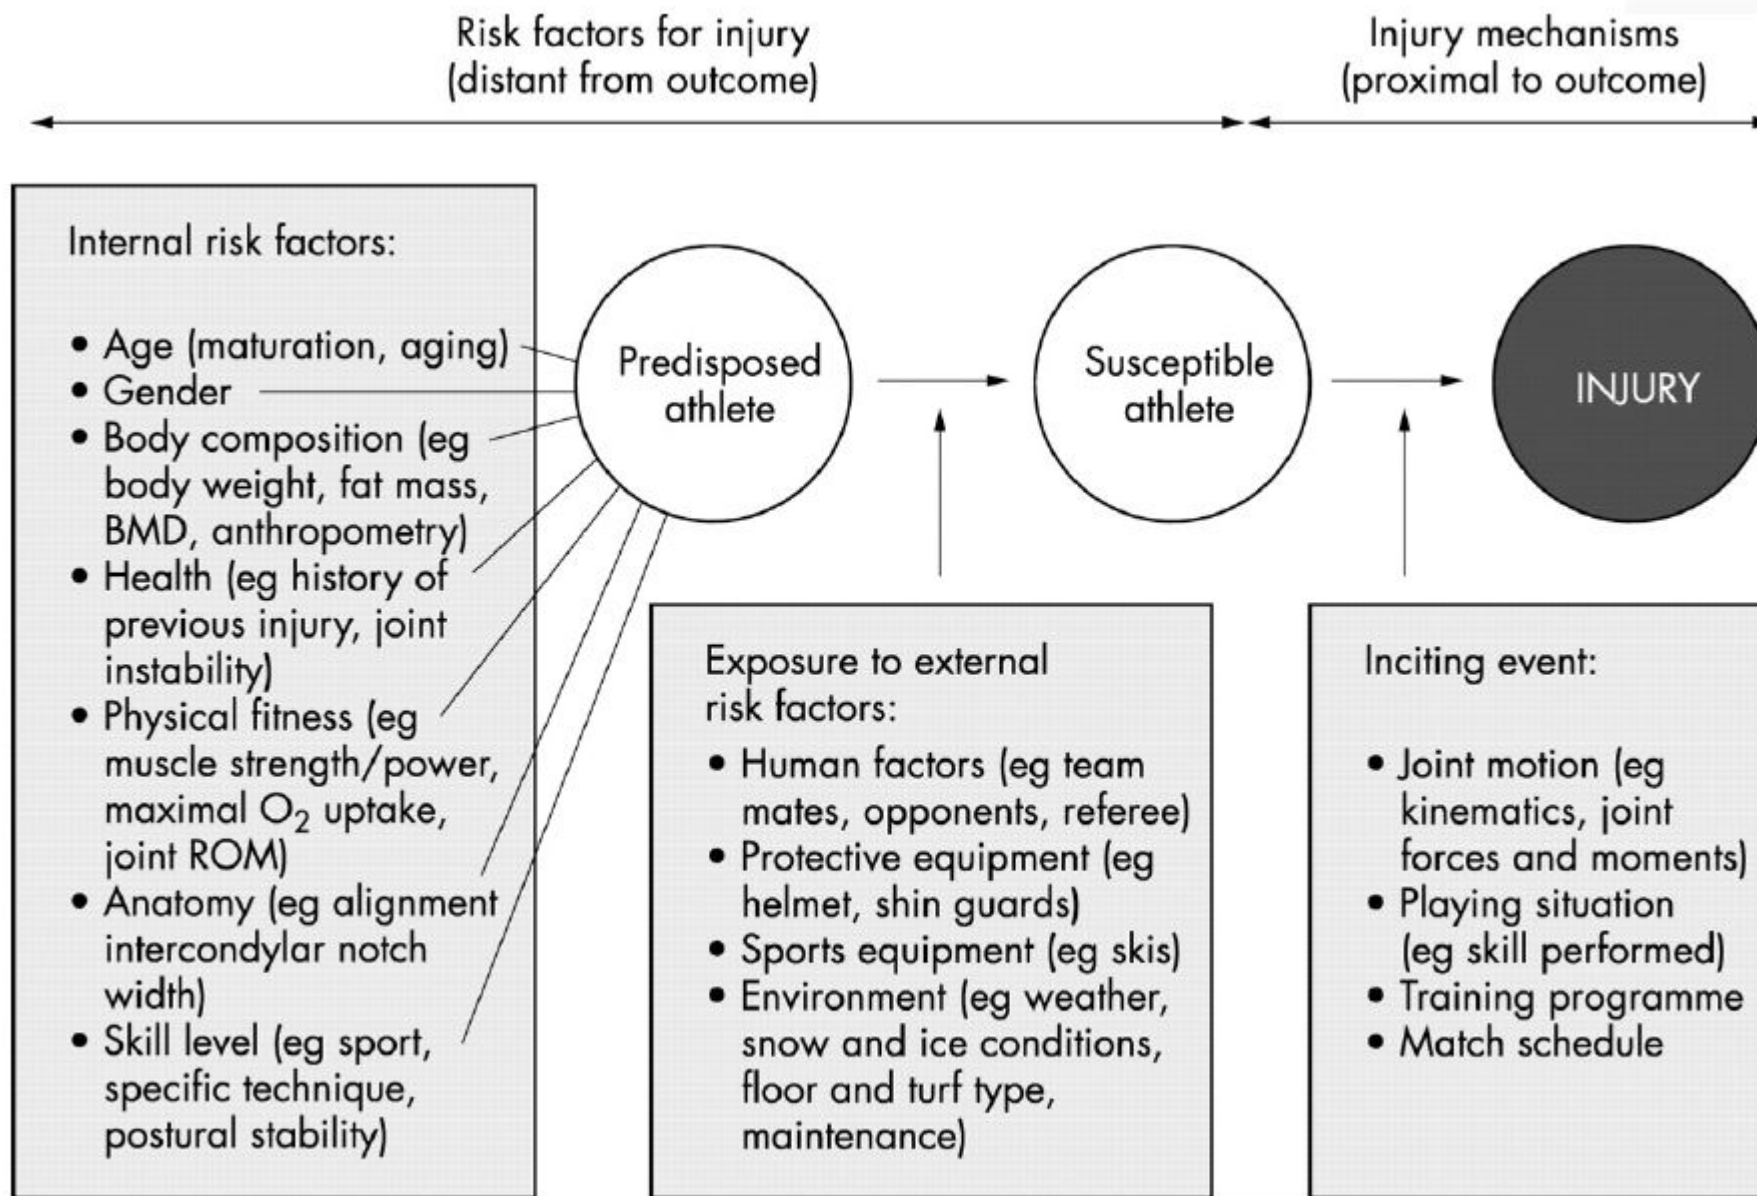 Risk factors for injury
(distant from outcome)
Injury mechanisms
(proximal to outcome)
Internal risk factors:
• Age (maturation, aging)
• Gender
• Body composition (eg
body weight, fat mass,
BMD, anthropometry)
• Health (eg history of
previous injury, joint
instability)
• Physical fitness (eg
muscle strength/power,
maximal O₂ uptake,
joint ROM)
• Anatomy (eg alignment
intercondylar notch
width)
• Skill level (eg sport,
specific technique,
postural stability)
Predisposed
athlete
Susceptible
athlete
INJURY
Exposure to external
risk factors:
• Human factors (eg team
mates, opponents, referee)
• Protective equipment (eg
helmet, shin guards)
• Sports equipment (eg skis)
• Environment (eg weather,
snow and ice conditions,
floor and turf type,
maintenance)
Inciting event:
• Joint motion (eg
kinematics, joint
forces and moments)
• Playing situation
(eg skill performed)
• Training programme
• Match schedule